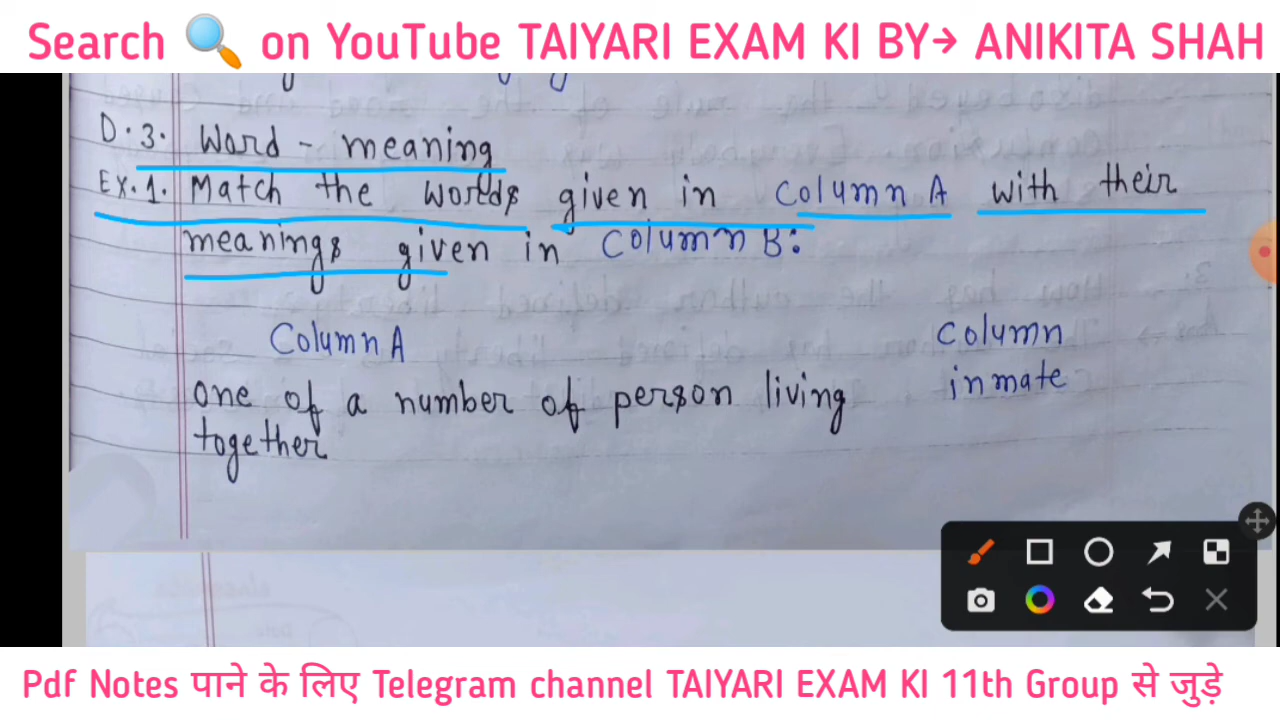 Search 🔍 on YouTube TAIYARI EXAM KI BY→ ANIKITA SHAH
D.3. Word - meaning
Ex.1. Match the words given in Column A with their
meanings given in Column B:
Column A Column
one of a number of person living inmate
together
Pdf Notes पाने के लिए Telegram channel TAIYARI EXAM KI 11th Group से जुड़े